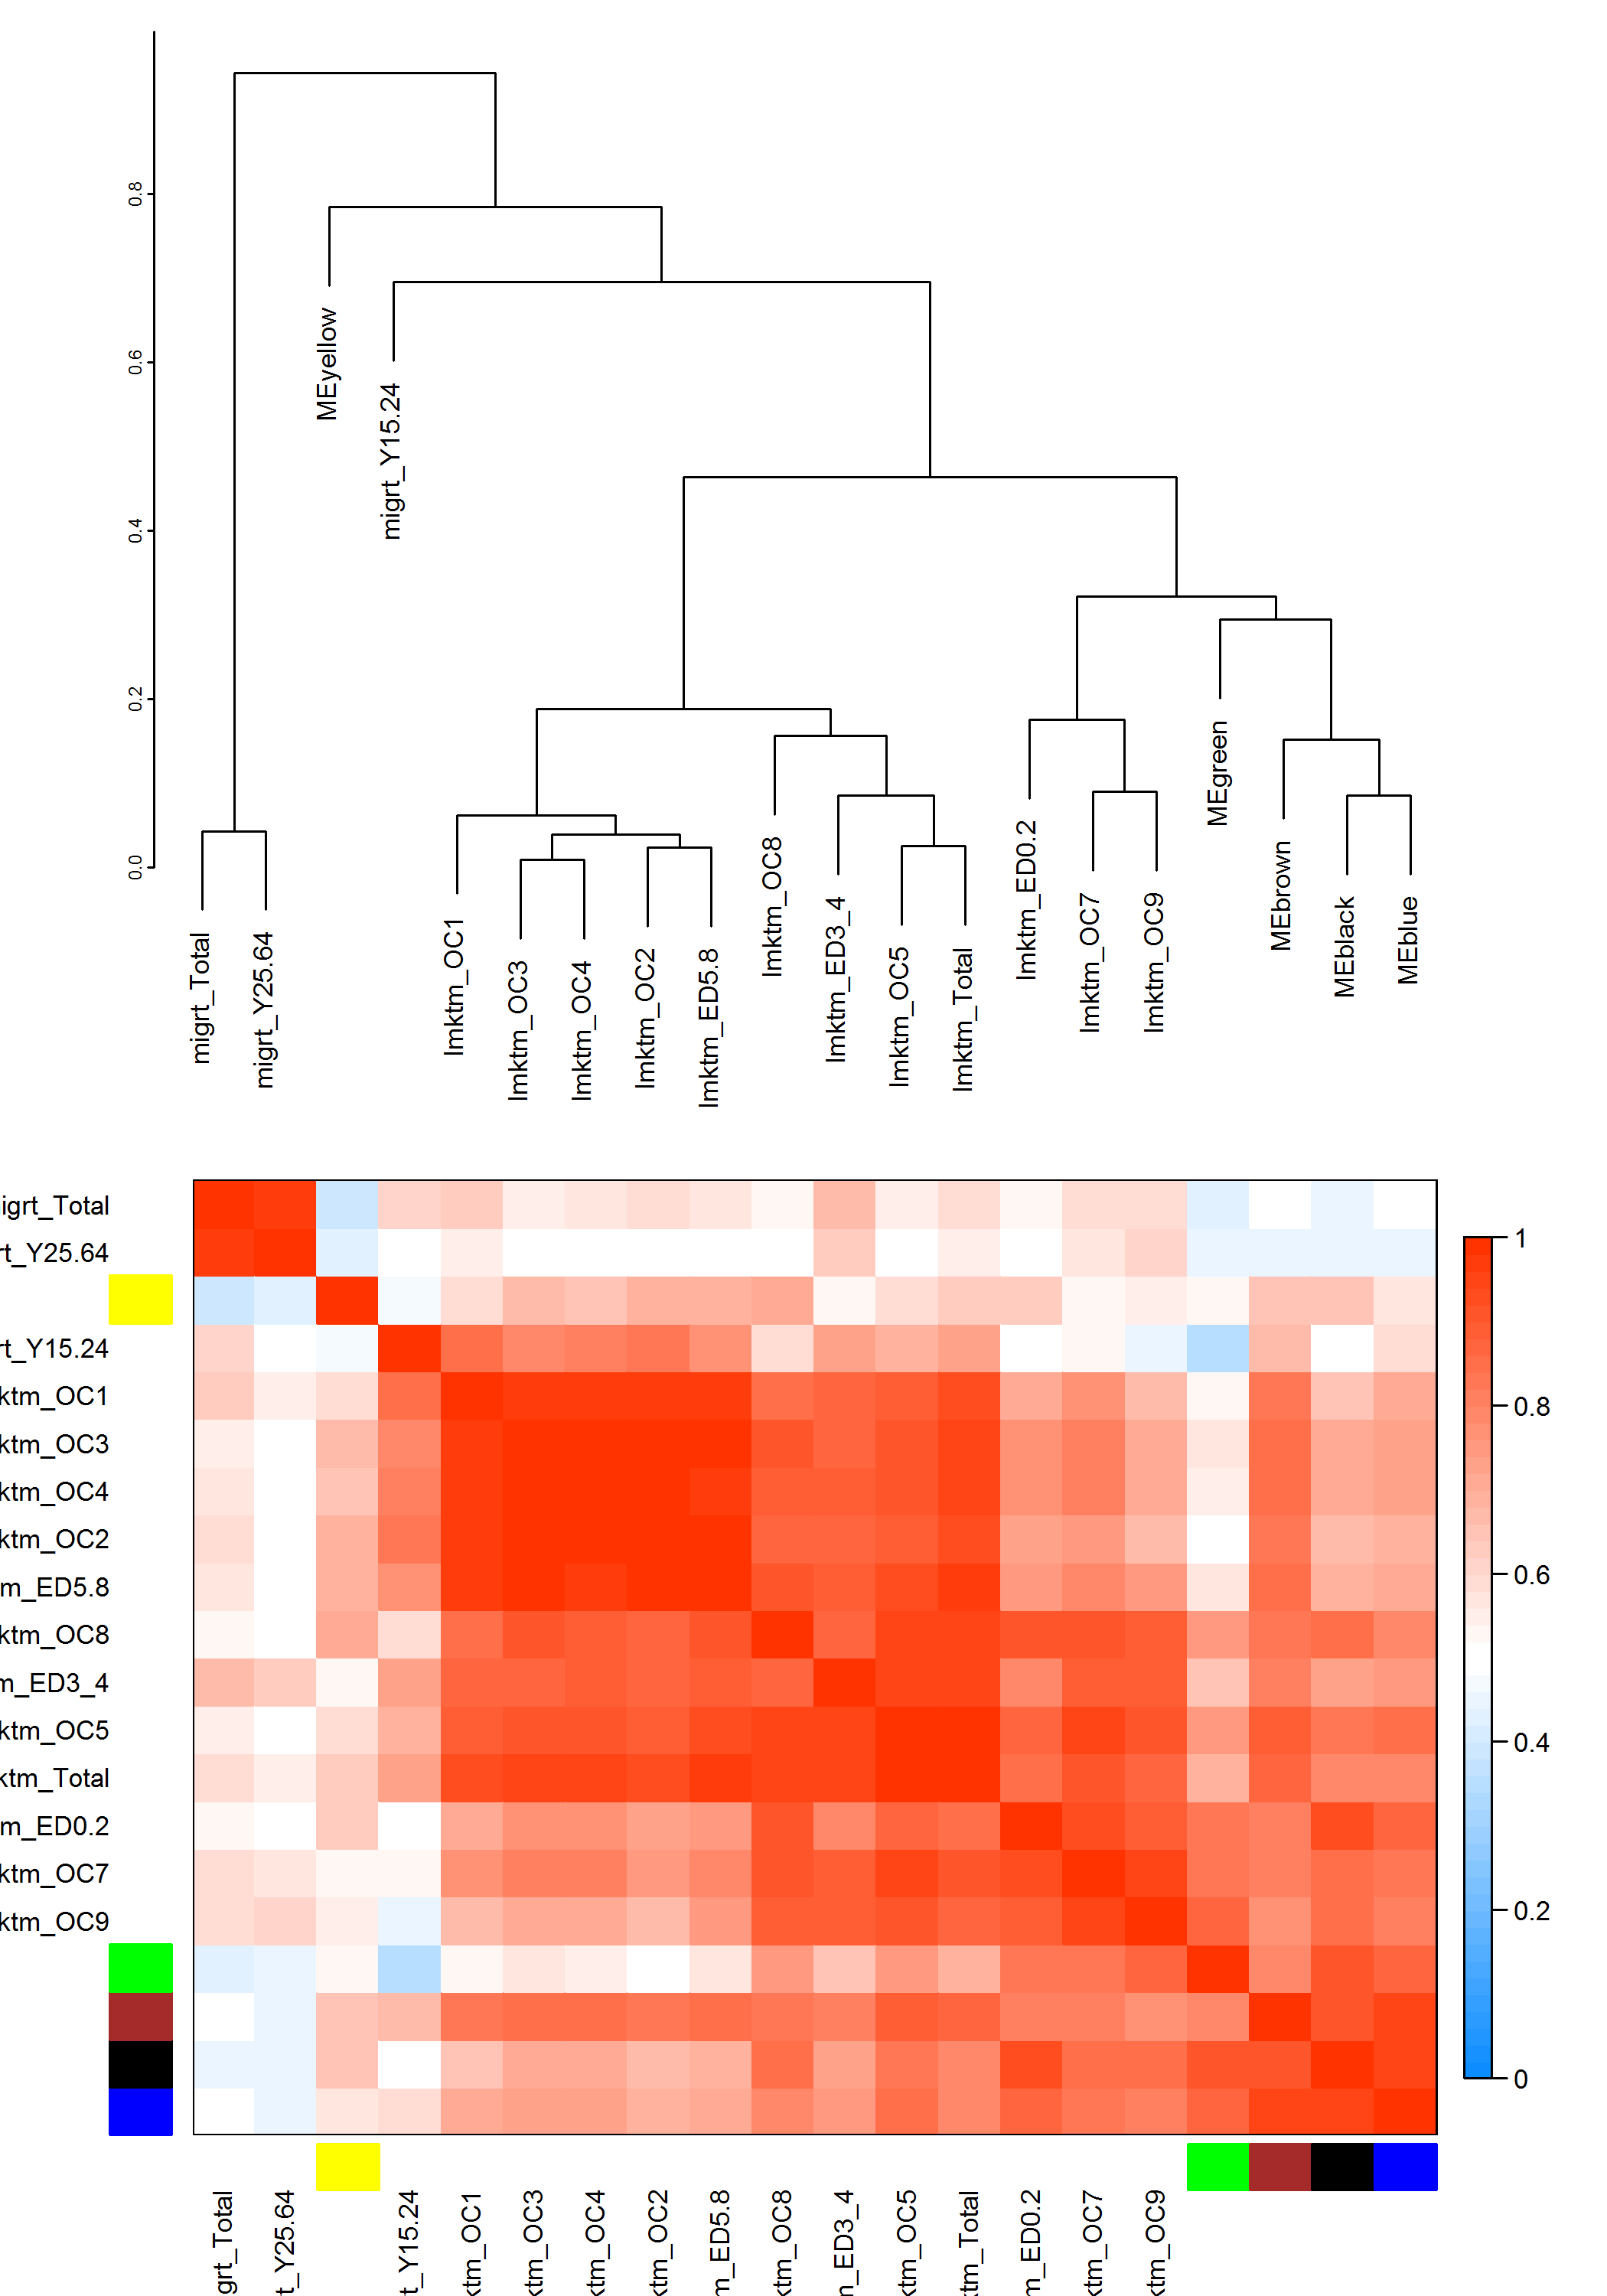 0.8
0.6
0.4
0.2
0.0
MEyellow
migrt_Y15.24
migrt_Total
migrt_Y25.64
lmktm_OC1
lmktm_OC3
lmktm_OC4
lmktm_OC2
lmktm_ED5.8
lmktm_OC8
lmktm_ED3_4
lmktm_OC5
lmktm_Total
lmktm_ED0.2
lmktm_OC7
lmktm_OC9
MEgreen
MEbrown
MEblack
MEblue
igrt_Total
rt_Y25.64
rt_Y15.24
ktm_OC1
ktm_OC3
ktm_OC4
ktm_OC2
m_ED5.8
ktm_OC8
m_ED3_4
ktm_OC5
ktm_Total
m_ED0.2
ktm_OC7
ktm_OC9
1
0.8
0.6
0.4
0.2
0
grt_Total
t_Y25.64
t_Y15.24
ktm_OC1
ktm_OC3
ktm_OC4
ktm_OC2
m_ED5.8
ktm_OC8
m_ED3_4
ktm_OC5
tm_Total
m_ED0.2
ktm_OC7
ktm_OC9